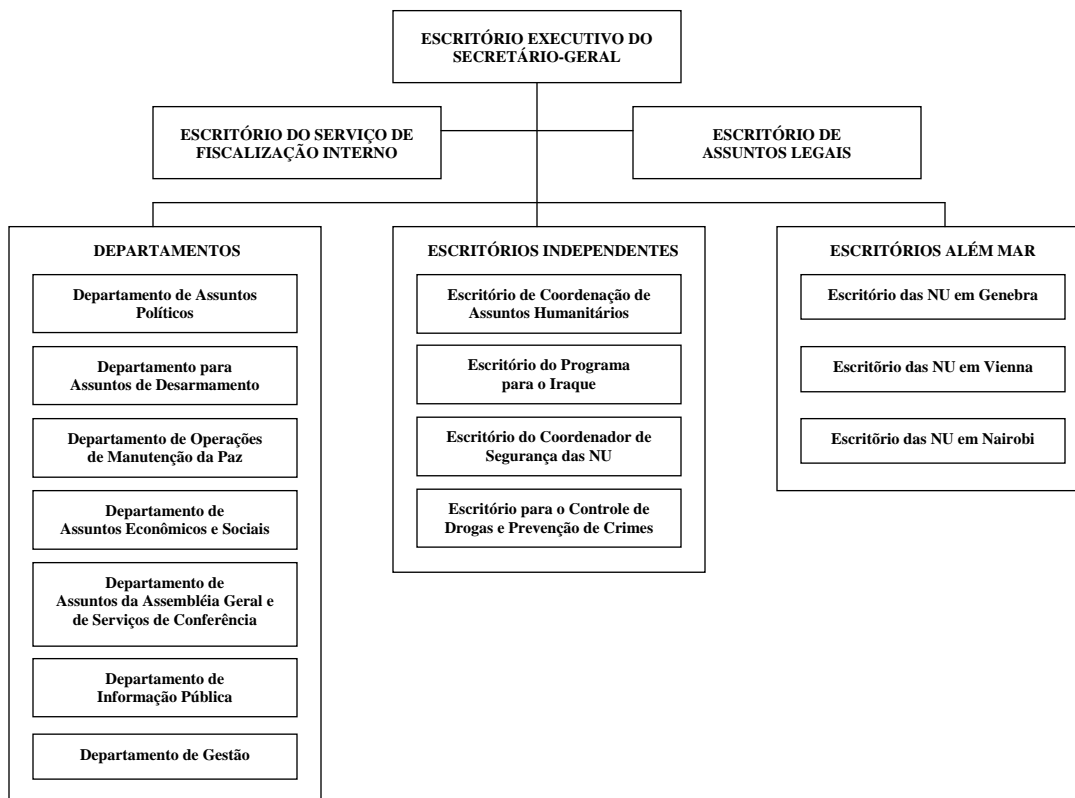 ESCRITÓRIO EXECUTIVO DO
SECRETÁRIO-GERAL
ESCRITÓRIO DO SERVIÇO DE
FISCALIZAÇÃO INTERNO
ESCRITÓRIO DE
ASSUNTOS LEGAIS
DEPARTAMENTOS
Departamento de Assuntos
Políticos
Departamento para
Assuntos de Desarmamento
Departamento de Operações
de Manutenção da Paz
Departamento de
Assuntos Econômicos e Sociais
Departamento de
Assuntos da Assembléia Geral e
de Serviços de Conferência
Departamento de
Informação Pública
Departamento de Gestão
ESCRITÓRIOS INDEPENDENTES
Escritório de Coordenação de
Assuntos Humanitários
Escritório do Programa
para o Iraque
Escritório do Coordenador de
Segurança das NU
Escritório para o Controle de
Drogas e Prevenção de Crimes
ESCRITÓRIOS ALÉM MAR
Escritório das NU em Genebra
Escritõrio das NU em Vienna
Escritõrio das NU em Nairobi